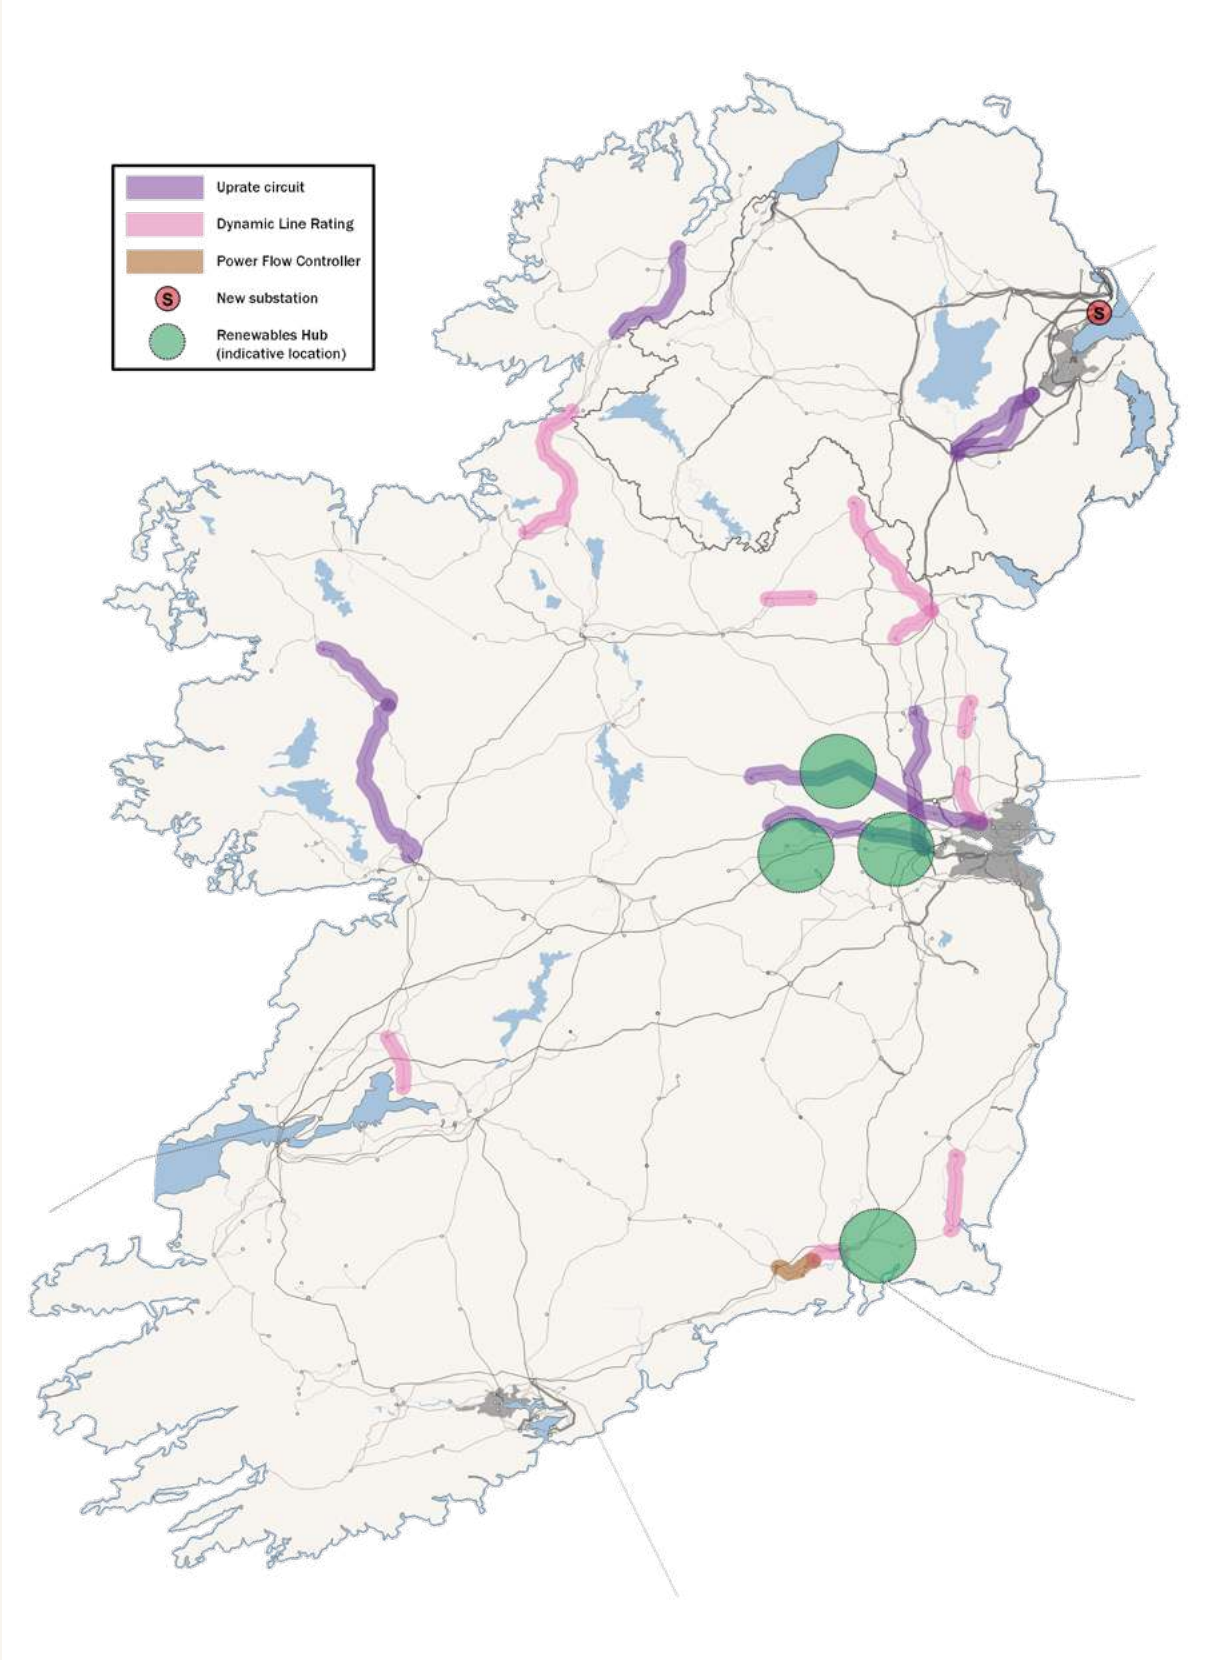 Uprate circuit
Dynamic Line Rating
Power Flow Controller
S
New substation
Renewables Hub
(indicative location)
S